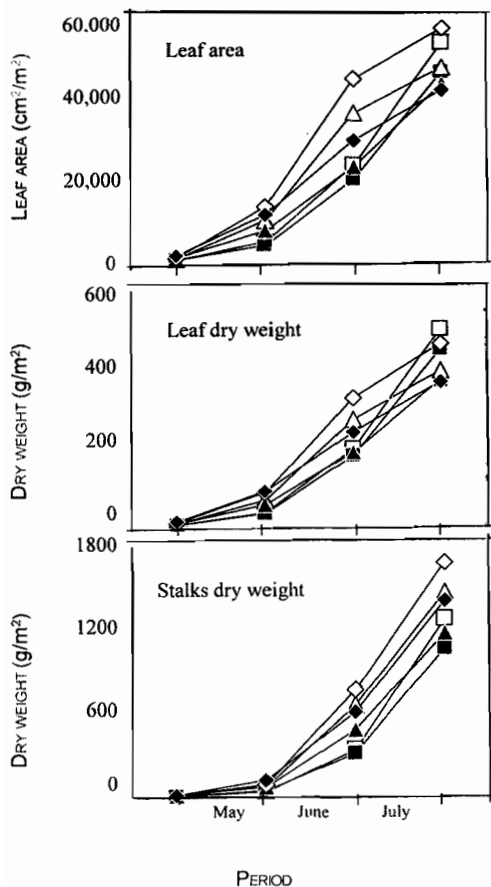 60.000
40,000
20,000
0
LEAF AREA (cm²/m²)
Leaf area
600
400
200
0
DRY WEIGHT (g/m²)
Leaf dry weight
1800
1200
600
0
DRY WEIGHT (g/m²)
Stalks dry weight
May June July
PERIOD